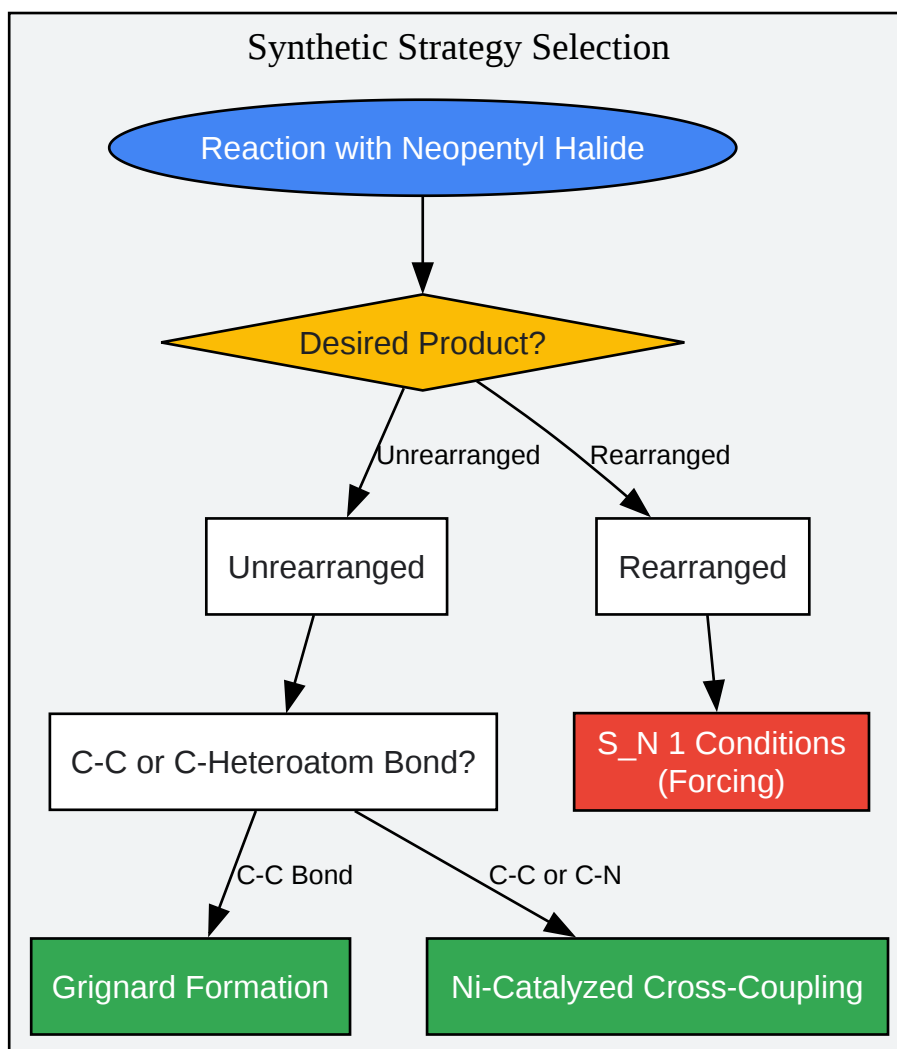 Synthetic Strategy Selection
Reaction with Neopentyl Halide
Desired Product?
Unrearranged
Rearranged
Unrearranged
Rearranged
C-C or C-Heteroatom Bond?
S_N 1 Conditions
(Forcing)
C-C Bond
C-C or C-N
Grignard Formation
Ni-Catalyzed Cross-Coupling